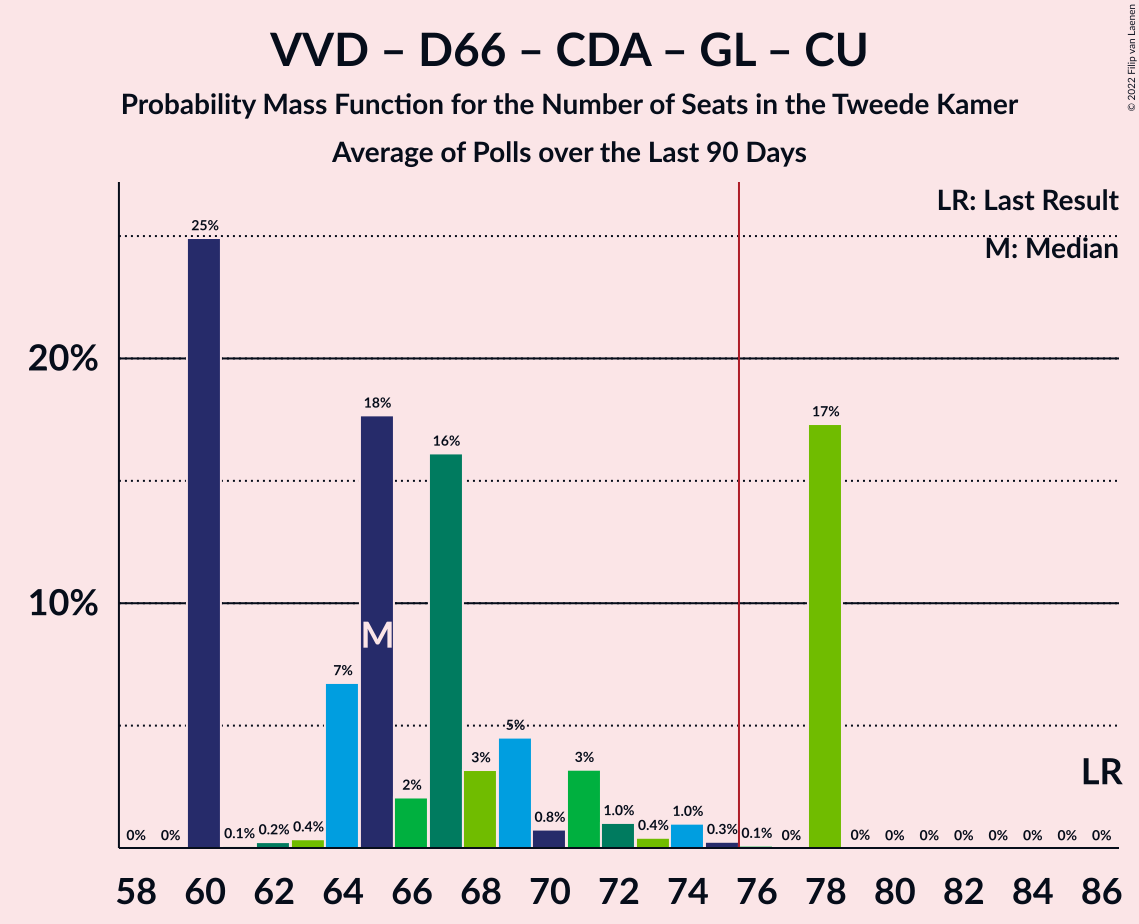 VVD – D66 – CDA – GL – CU
Probability Mass Function for the Number of Seats in the Tweede Kamer
Average of Polls over the Last 90 Days
© 2022 Filip van Laenen
LR: Last Result
M: Median
20%
10%
0% 0% 25% 0.1% 0.2% 0.4% 7% 18% 2% 16% 3% 5% 0.8% 3% 1.0% 0.4% 1.0% 0.3% 0.1% 0% 17% 0% 0% 0% 0% 0% 0% 0% 0%
M
LR
58 60 62 64 66 68 70 72 74 76 78 80 82 84 86